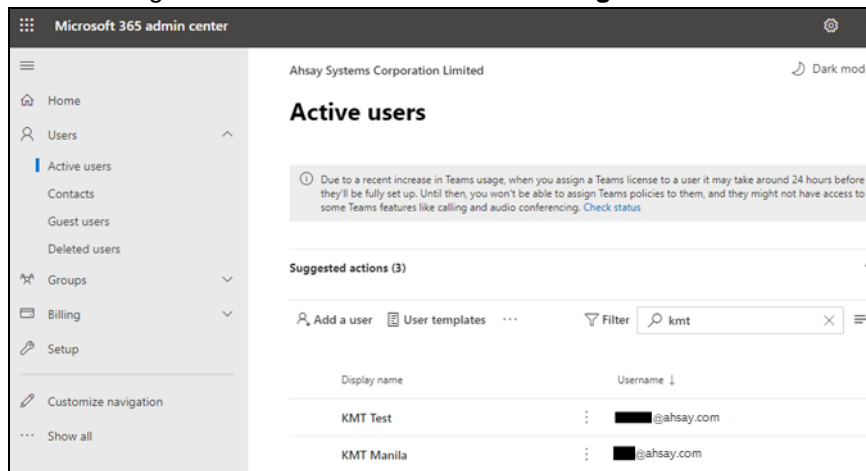 Microsoft 365 admin center
Ahsay Systems Corporation Limited
Dark mod
Home
Active users
Users
Active users
Contacts
Guest users
Deleted users
Groups
Billing
Setup
Customize navigation
Show all
Due to a recent increase in Teams usage, when you assign a Teams license to a user it may take around 24 hours before
they'll be fully set up. Until then, you won't be able to assign Teams policies to them, and they might not have access to
some Teams features like calling and audio conferencing. Check status
Suggested actions (3)
Add a user User templates ... Filter kmt
Display name Username ↓
KMT Test @ahsay.com
KMT Manila @ahsay.com